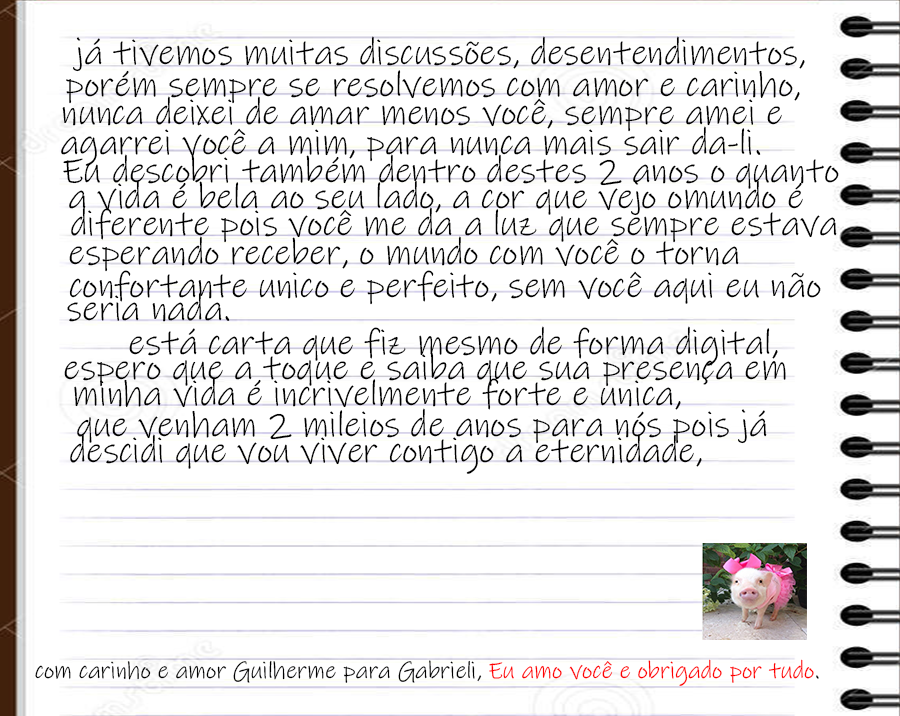 já tivemos muitas discussões, desentendimentos,
porém sempre se resolvemos com amor e carinho,
nunca deixei de amar menos você, sempre amei e
agarrei você a mim, para nunca mais sair da-li.
Eu descobri também dentro destes 2 anos o quanto
a vida é bela ao seu lado, a cor que vejo omundo é
diferente pois você me da a luz que sempre estava
esperando receber, o mundo com você o torna
confortante unico e perfeito, sem você aqui eu não
seria nada.
está carta que fiz mesmo de forma digital,
espero que a toque e saiba que sua presença em
minha vida é incrivelmente forte e unica,
que venham 2 mileios de anos para nós pois já
descidi que vou viver contigo a eternidade,
com carinho e amor Guilherme para Gabrieli, Eu amo você e obrigado por tudo.